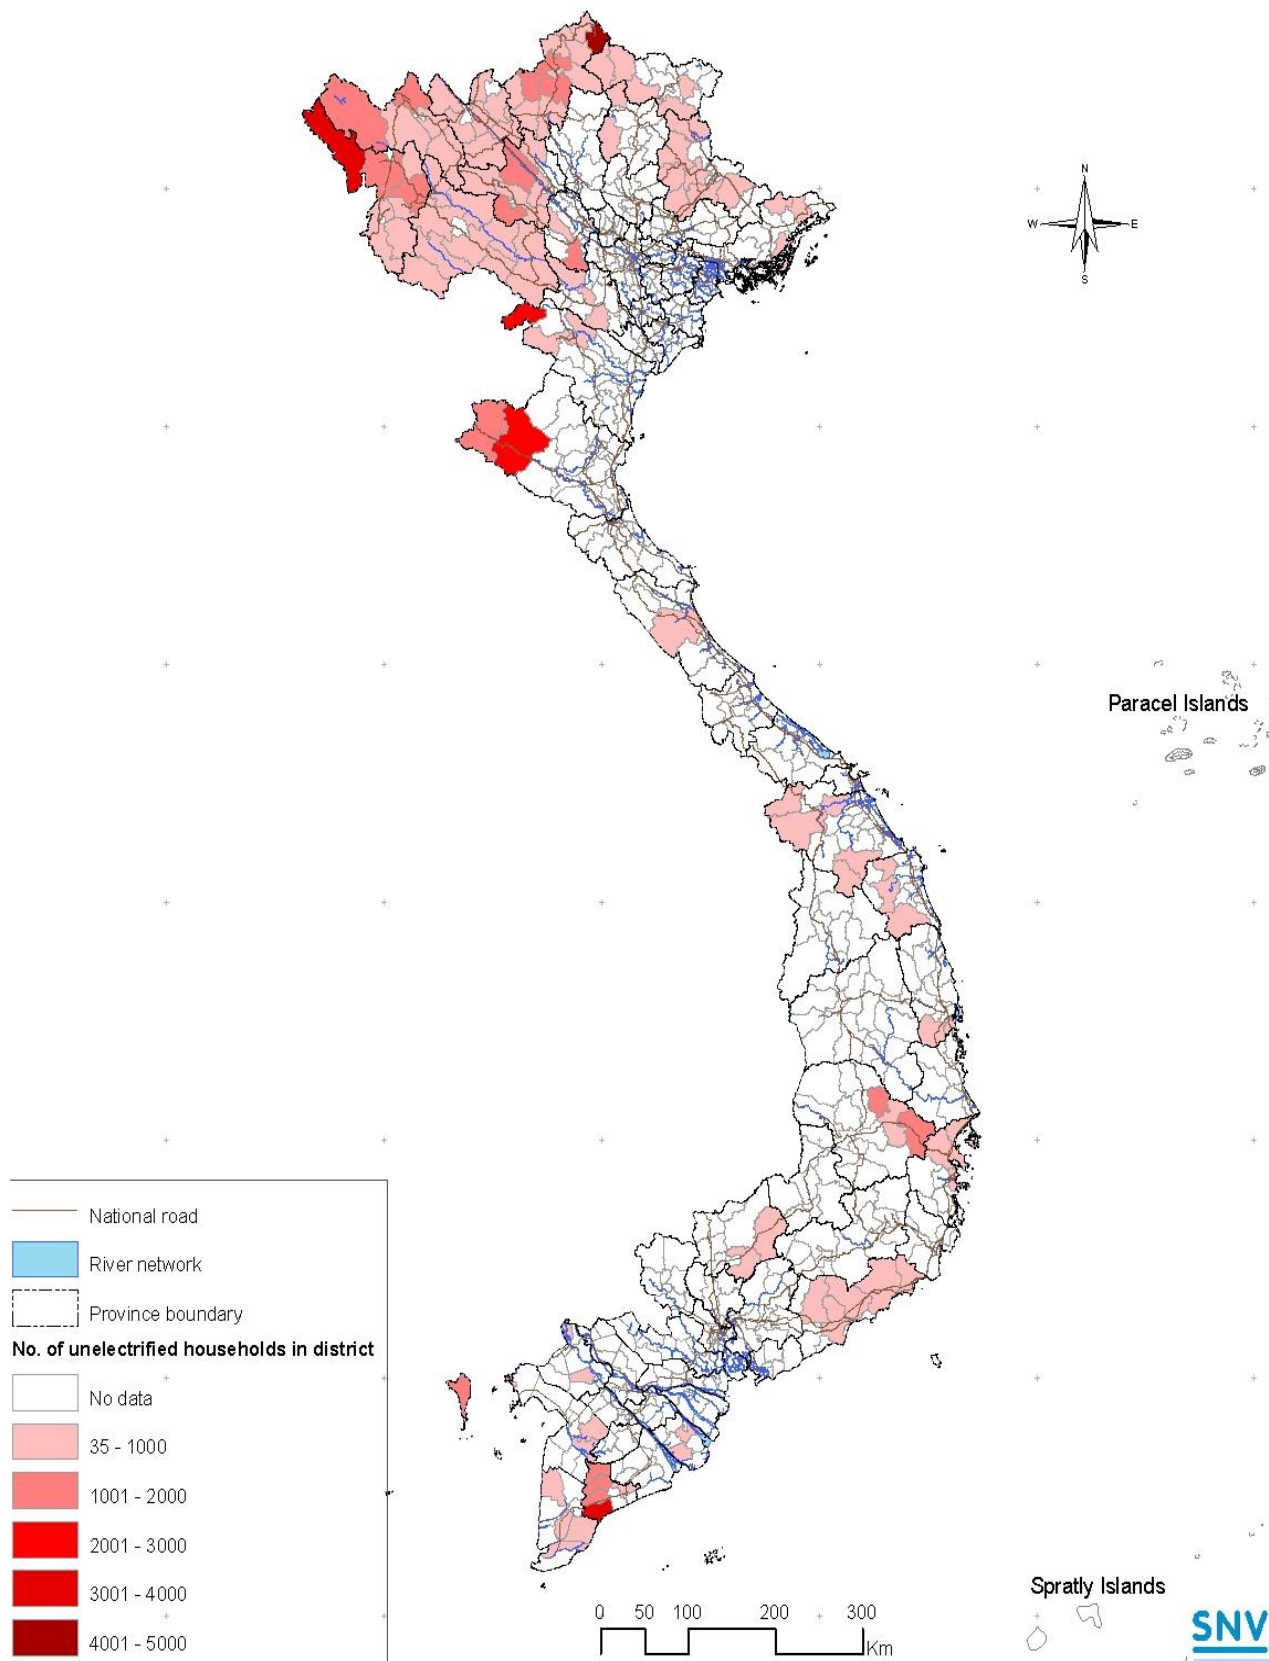 N
W
E
S
Paracel Islands
National road
River network
Province boundary
No. of unelectrified households in district
No data
35 - 1000
1001 - 2000
2001 - 3000
3001 - 4000
4001 - 5000
0 50 100 200 300
Km
Spratly Islands
SNV